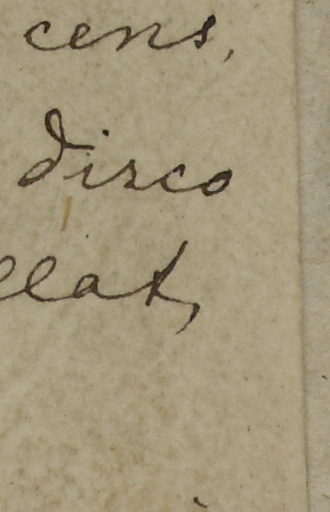 cens,
disco
llat,